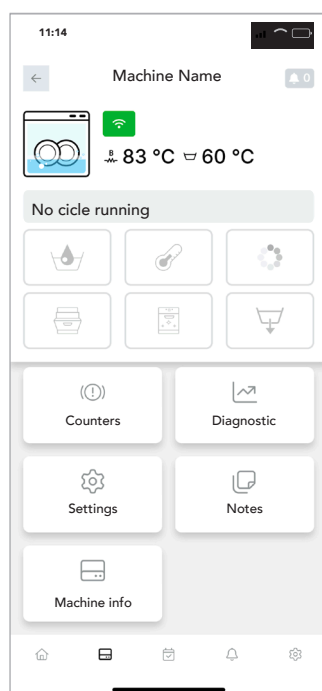 11:14
Machine Name
0
B 83 °C 60 °C
No cicle running
Counters
Diagnostic
Settings
Notes
Machine info